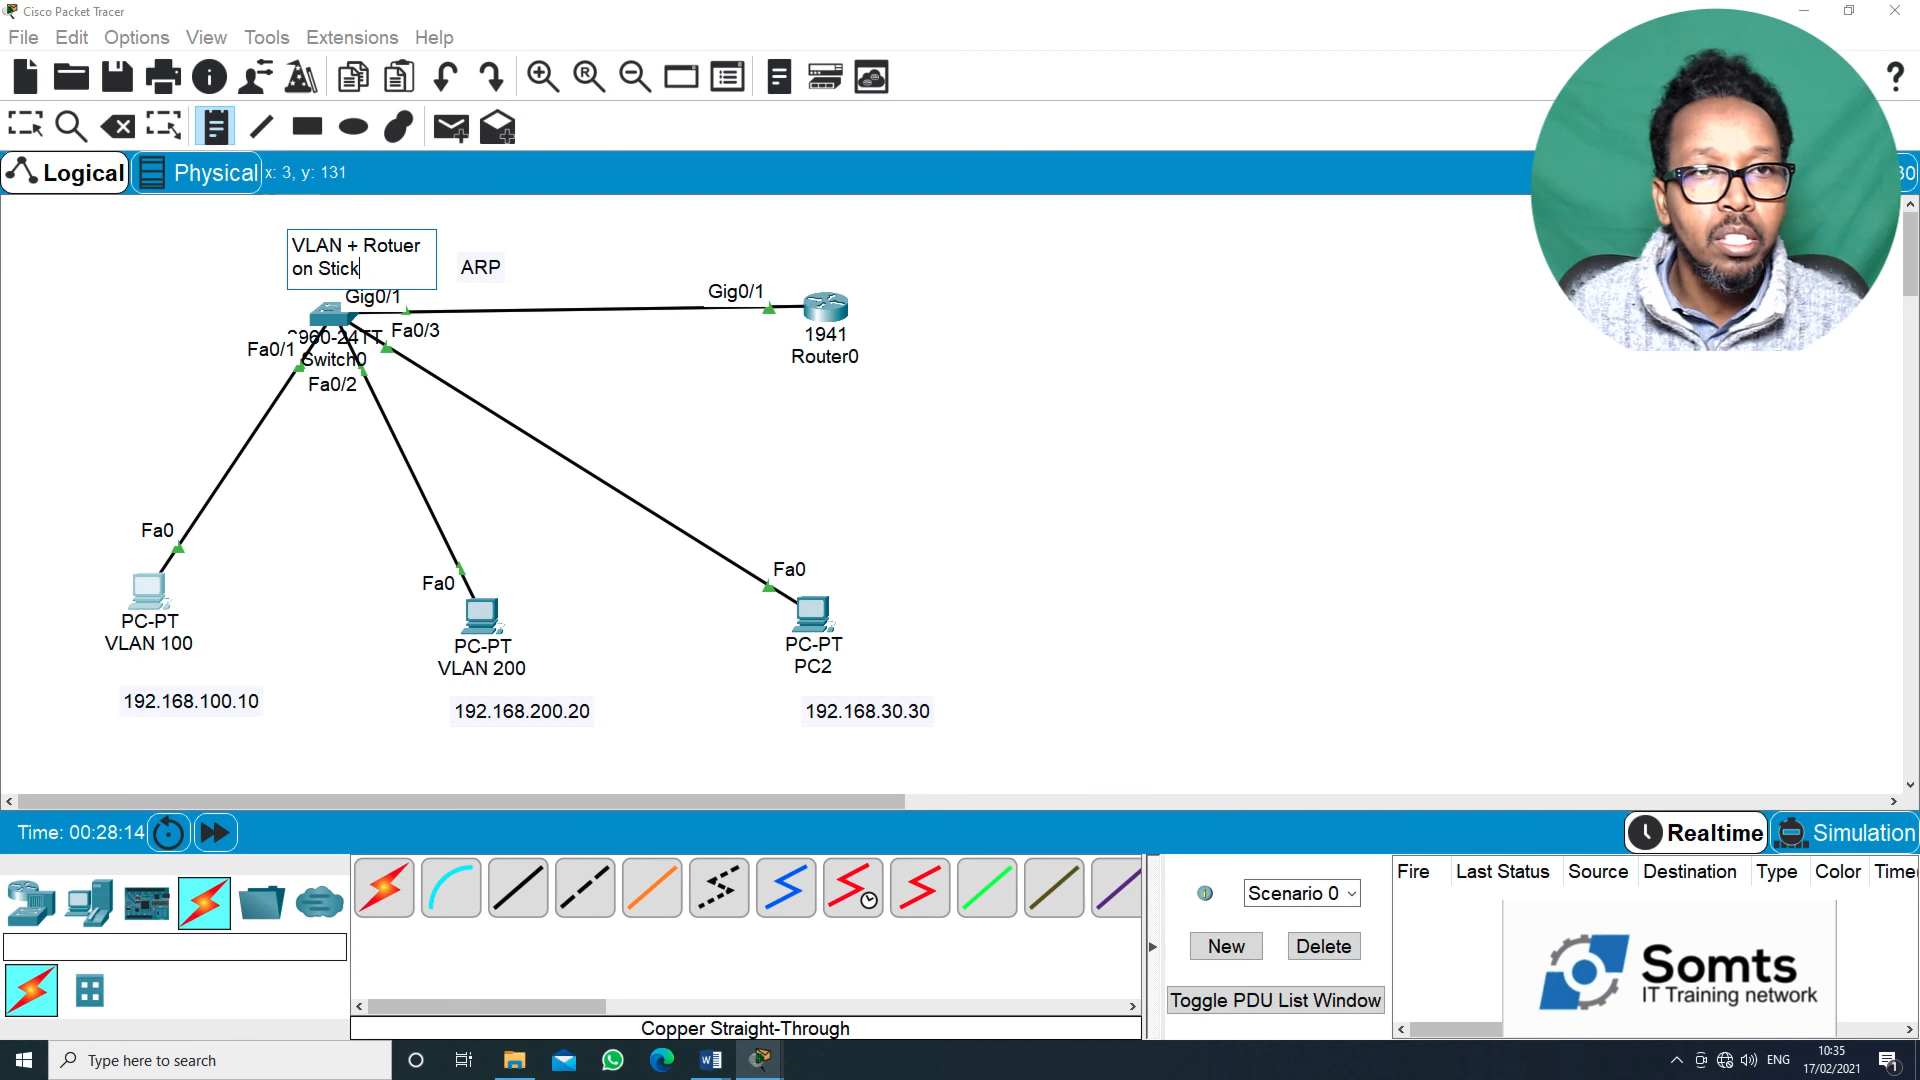 Cisco Packet Tracer
File Edit Options View Tools Extensions Help
Logical
Physical
x: 3, y: 131
VLAN + Rotuer
on Stick
ARP
Gig0/1
Gig0/1
1941
Router0
Fa0/3
960-24TT
Fa0/1
Switch0
Fa0/2
Fa0
PC-PT
VLAN 100
192.168.100.10
Fa0
PC-PT
VLAN 200
192.168.200.20
Fa0
PC-PT
PC2
192.168.30.30
Time: 00:28:14
Realtime
Simulation
Scenario 0
New
Delete
Toggle PDU List Window
Fire Last Status Source Destination Type Color Time
Somts
IT Training network
Copper Straight-Through
Type here to search
ENG
10:35
17/02/2021
1